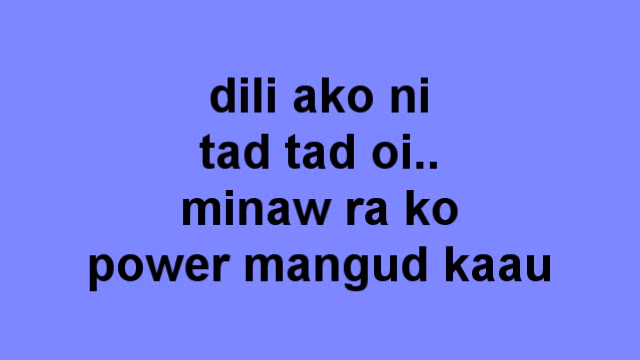 dili ako ni
tad tad oi..
minaw ra ko
power mangud kaau